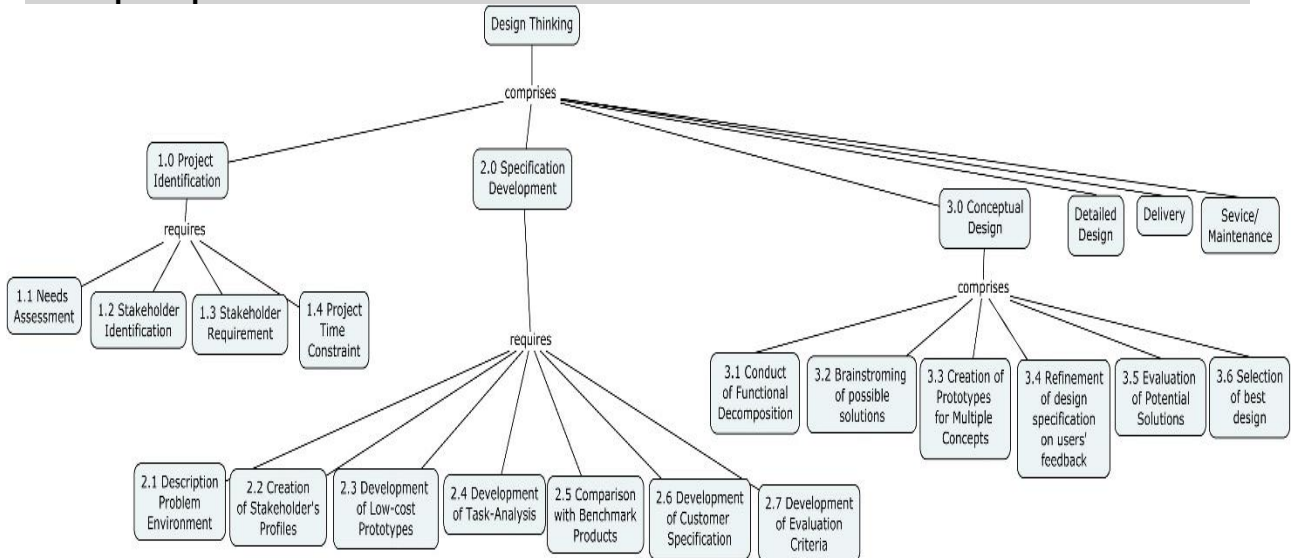 Design Thinking
comprises
1.0 Project
Identification
2.0 Specification
Development
3.0 Conceptual
Design
Detailed
Design
Delivery
Sevice/
Maintenance
requires
1.1 Needs
Assessment
1.2 Stakeholder
Identification
1.3 Stakeholder
Requirement
1.4 Project
Time
Constraint
requires
2.1 Description
Problem
Environment
2.2 Creation
of Stakeholder's
Profiles
2.3 Development
of Low-cost
Prototypes
2.4 Development
of Task-Analysis
2.5 Comparison
with Benchmark
Products
2.6 Development
of Customer
Specification
2.7 Development
of Evaluation
Criteria
comprises
3.1 Conduct
of Functional
Decomposition
3.2 Brainstroming
of possible
solutions
3.3 Creation of
Prototypes
for Multiple
Concepts
3.4 Refinement
of design
specification
on users'
feedback
3.5 Evaluation
of Potential
Solutions
3.6 Selection
of best
design